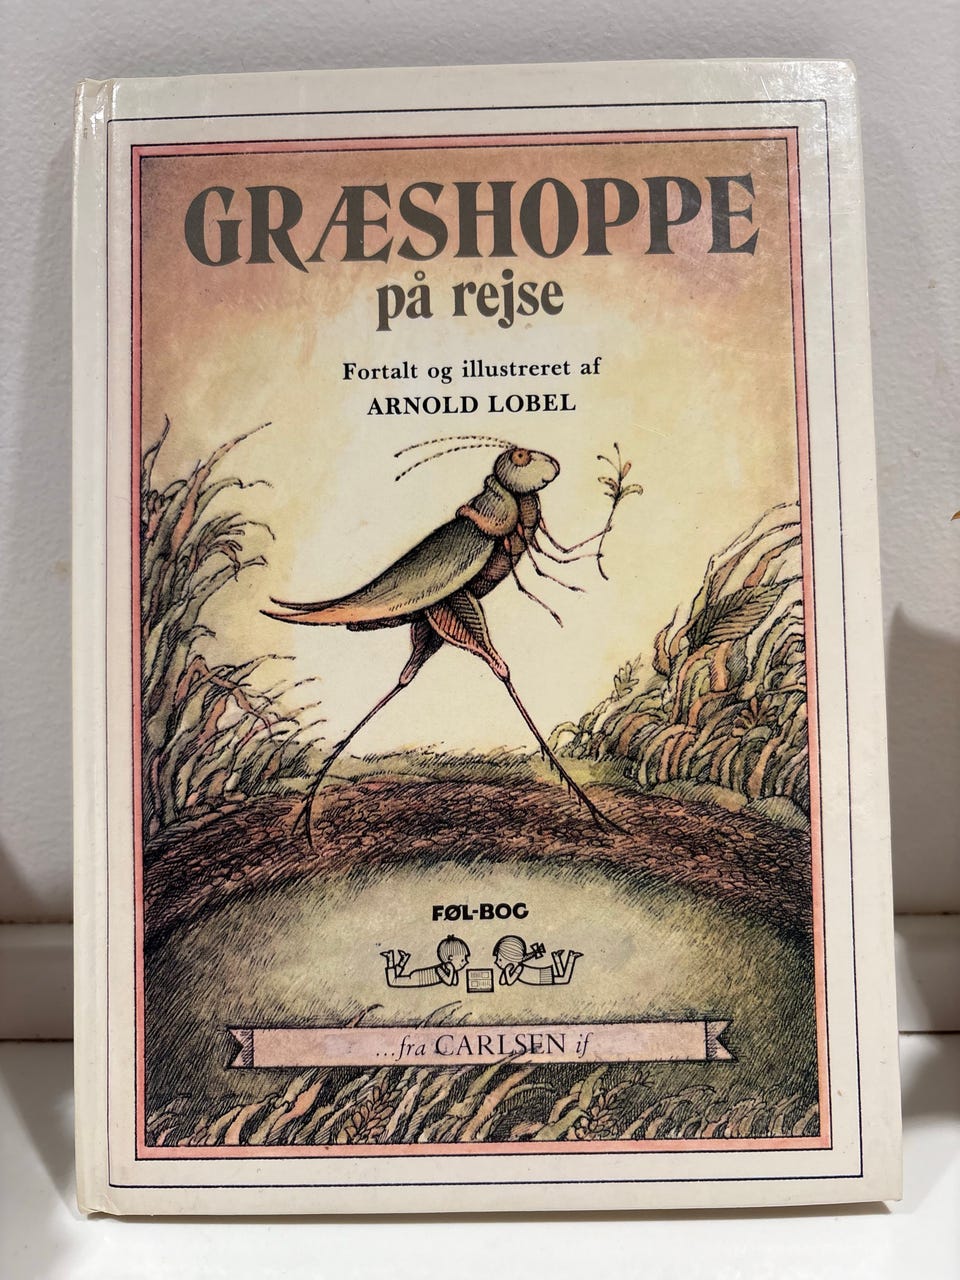 GRÆSHOPPE
på rejse
Fortalt og illustreret af
ARNOLD LOBEL
FØL-BOG
...fra CARLSEN if